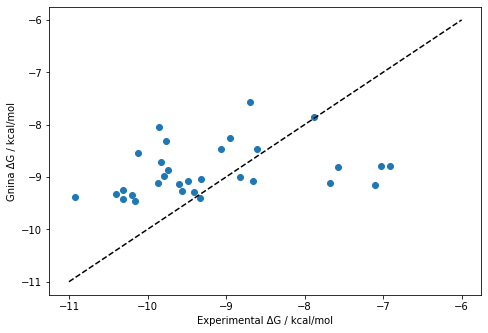 −6
−7
−8
−9
−10
−11
Gnina ΔG / kcal/mol
−11 −10 −9 −8 −7 −6
Experimental ΔG / kcal/mol